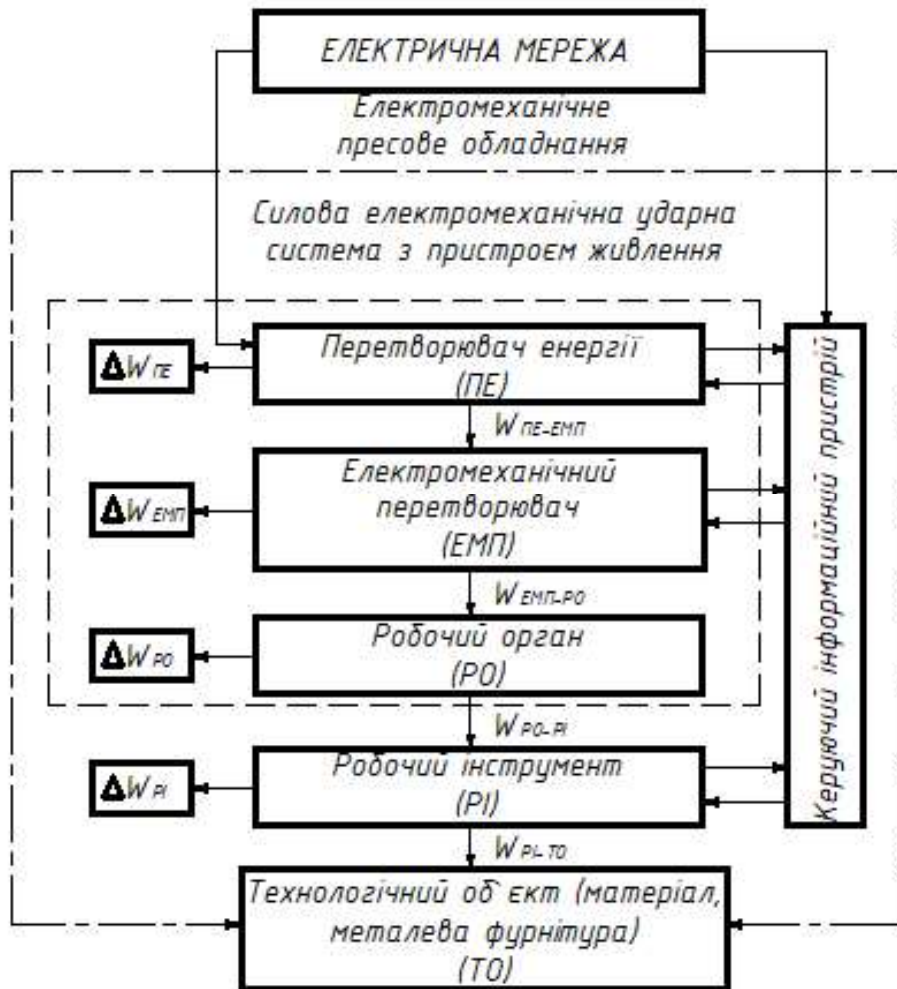 ЕЛЕКТРИЧНА МЕРЕЖА
Електромеханічне
пресове обладнання
Силова електромеханічна ударна
система з пристроєм живлення
Перетворювач енергії
(ПЕ)
ΔW ПЕ
W ПЕ-ЕМП
Електромеханічний
перетворювач
(ЕМП)
ΔW ЕМП
W ЕМП-РО
Робочий орган
(РО)
ΔW РО
W РО-РІ
Робочий інструмент
(РІ)
ΔW РІ
W РІ-ТО
Технологічний об'єкт (матеріал,
металева фурнітура)
(ТО)
Керуючий інформаційний пристрій